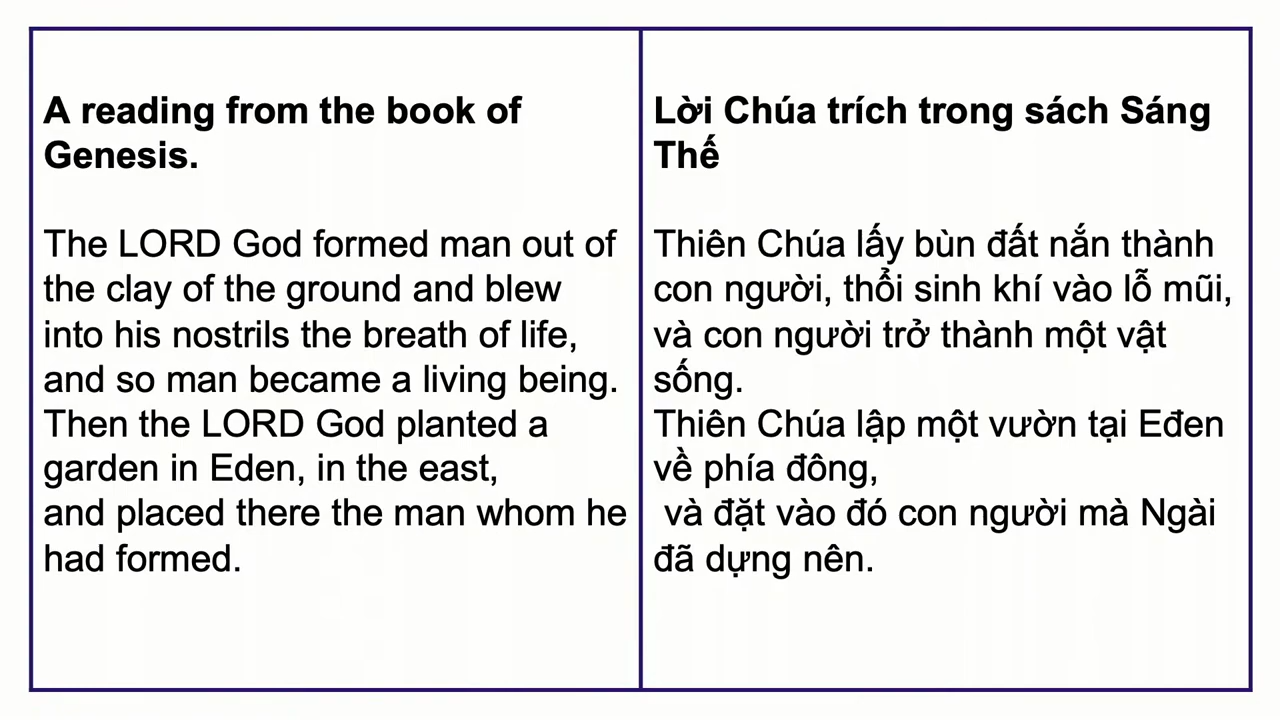 A reading from the book of
Genesis.
The LORD God formed man out of
the clay of the ground and blew
into his nostrils the breath of life,
and so man became a living being.
Then the LORD God planted a
garden in Eden, in the east,
and placed there the man whom he
had formed.
Lời Chúa trích trong sách Sáng
Thế
Thiên Chúa lấy bùn đất nắn thành
con người, thổi sinh khí vào lỗ mũi,
và con người trở thành một vật
sống.
Thiên Chúa lập một vườn tại Eđen
về phía đông,
và đặt vào đó con người mà Ngài
đã dựng nên.